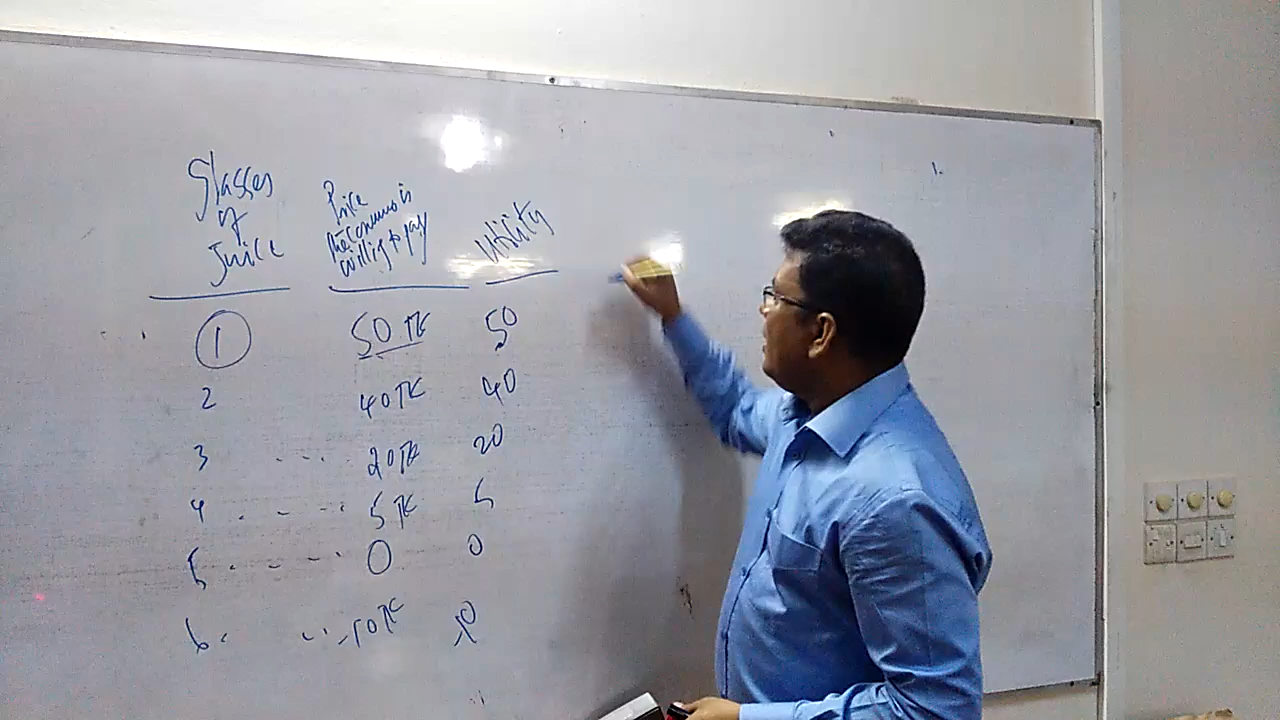 Glasses of Juice
Price the Consumer is willing to pay
Utility
1 50 TK 50
2 40 TK 40
3 ... 20 TK 20
4 . - - . 5 TK 5
5 . - - . 0 0
6 . . . . -10 TK -10